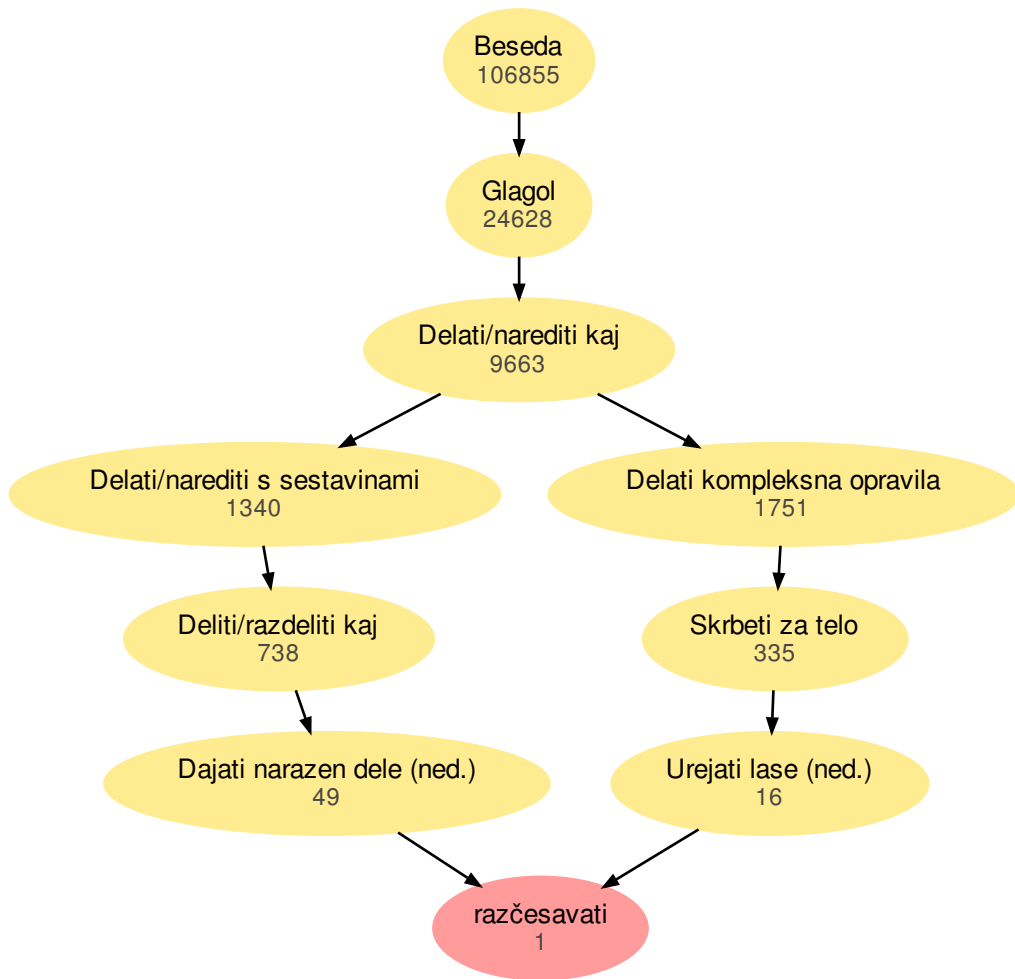 Beseda
106855
Glagol
24628
Delati/narediti kaj
9663
Delati/narediti s sestavinami
1340
Delati kompleksna opravila
1751
Deliti/razdeliti kaj
738
Skrbeti za telo
335
Dajati narazen dele (ned.)
49
Urejati lase (ned.)
16
razčesavati
1